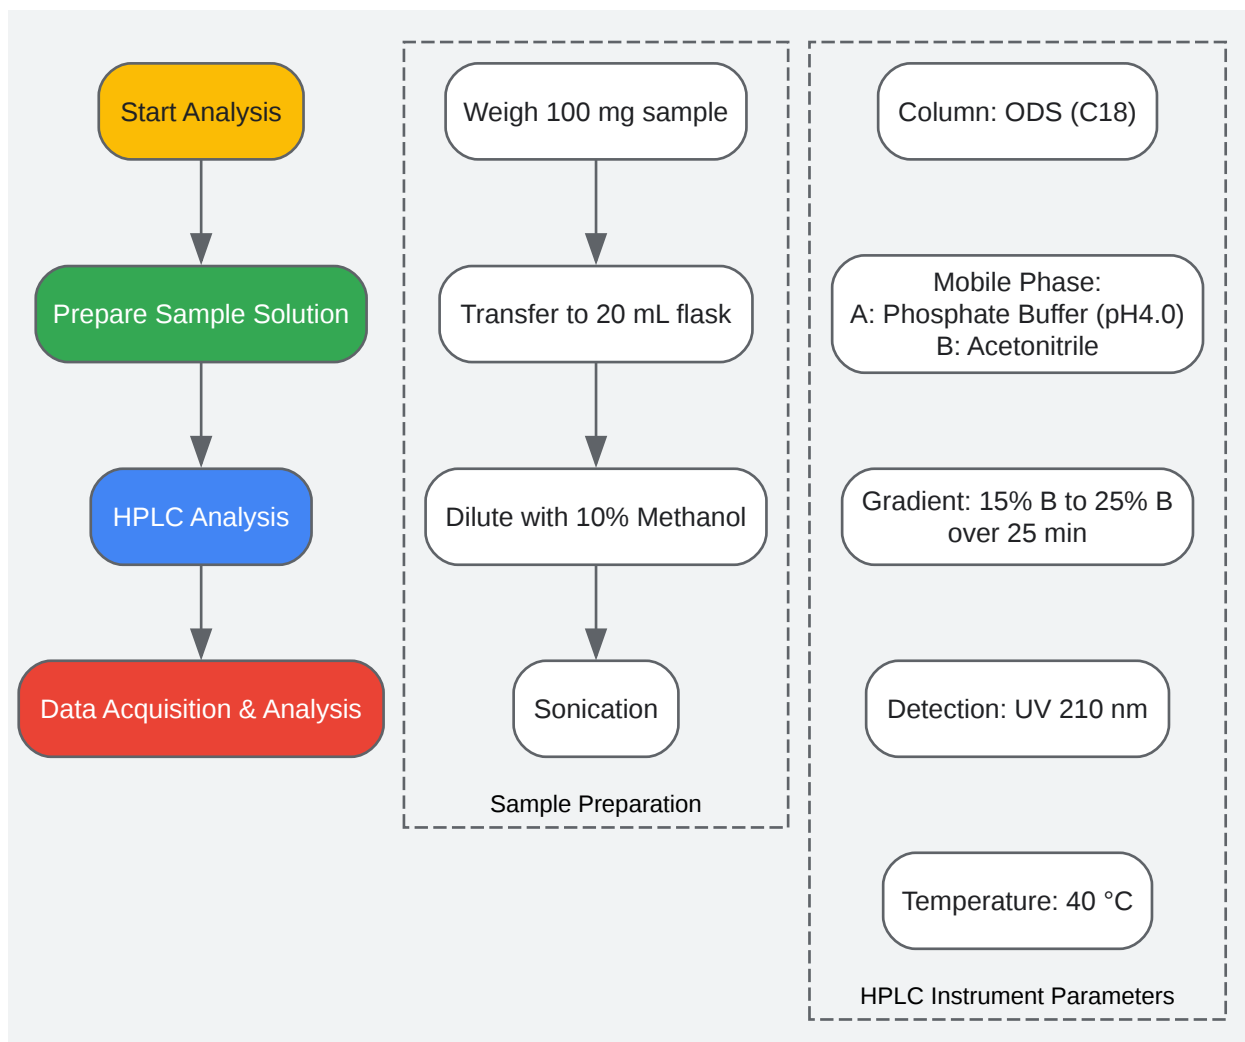 Start Analysis
Prepare Sample Solution
HPLC Analysis
Data Acquisition & Analysis
Weigh 100 mg sample
Transfer to 20 mL flask
Dilute with 10% Methanol
Sonication
Sample Preparation
Column: ODS (C18)
Mobile Phase:
A: Phosphate Buffer (pH4.0)
B: Acetonitrile
Gradient: 15% B to 25% B
over 25 min
Detection: UV 210 nm
Temperature: 40 °C
HPLC Instrument Parameters